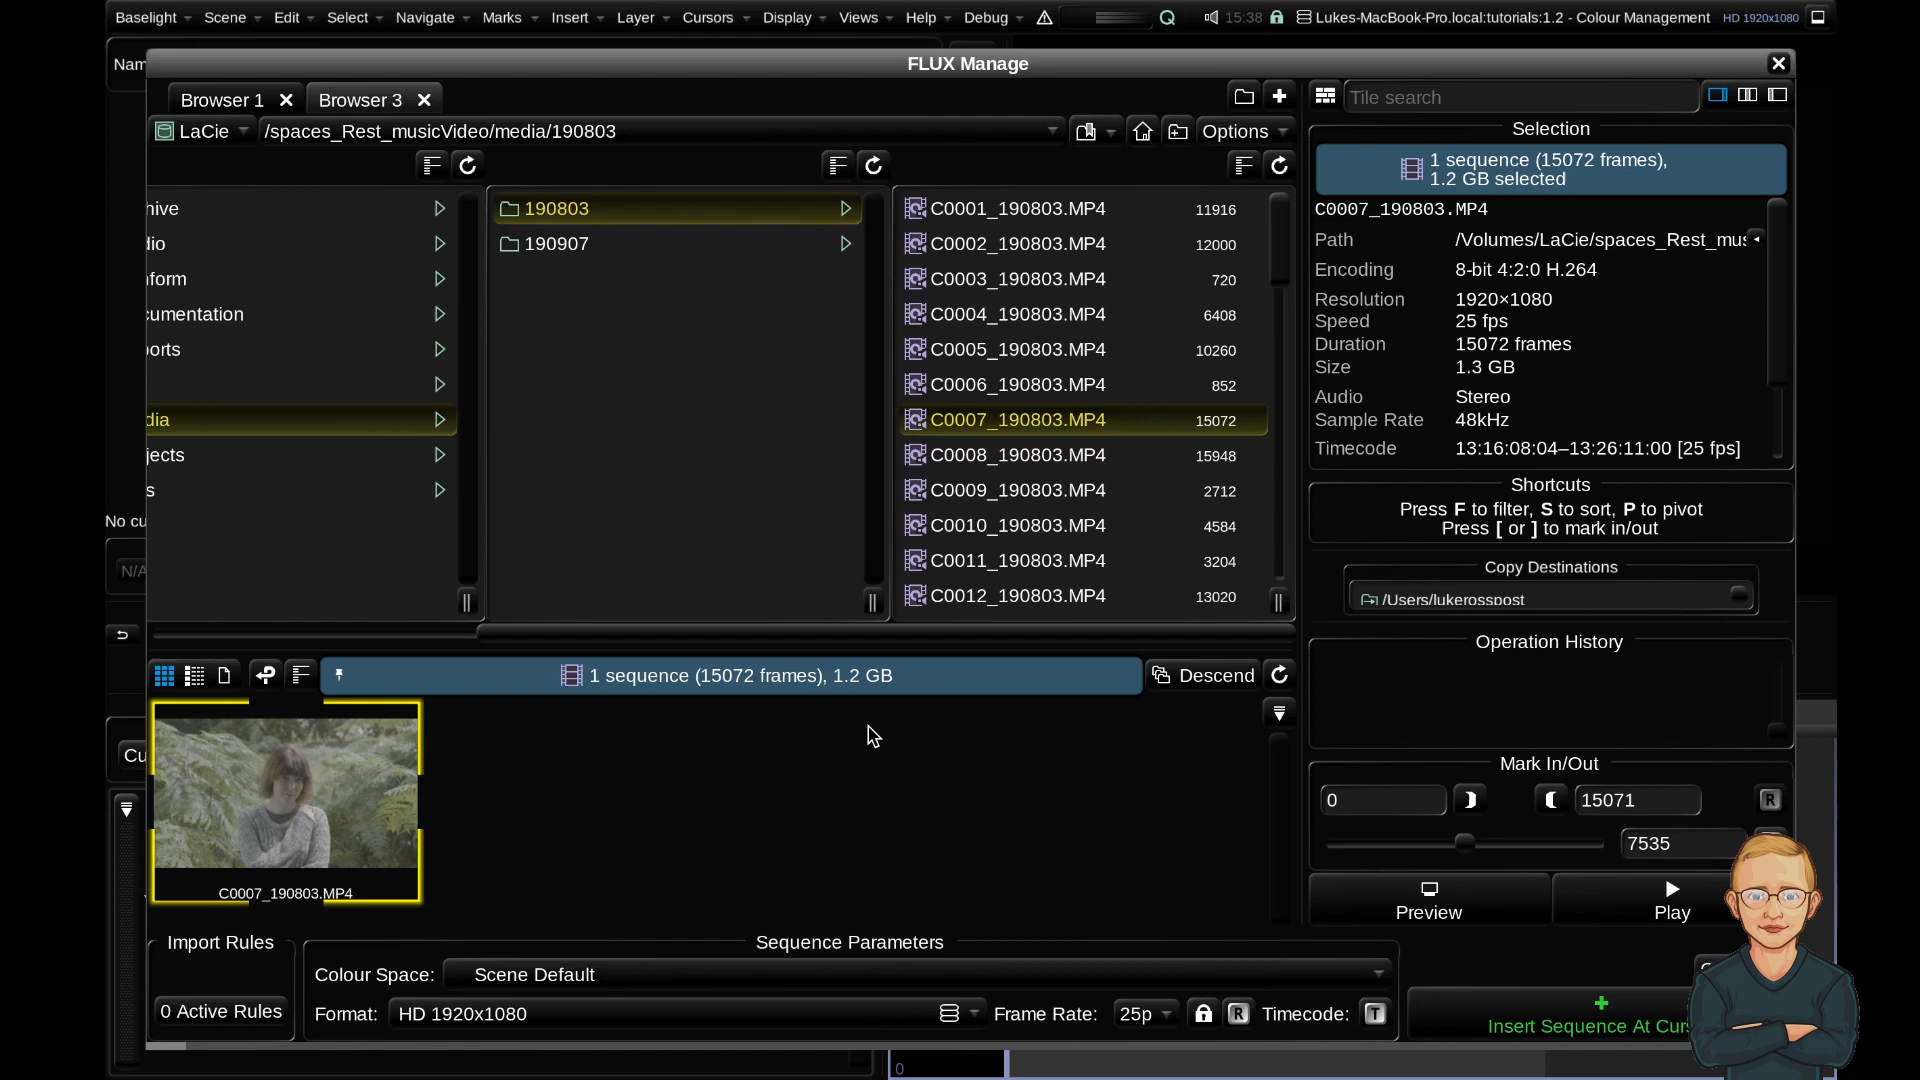 Baselight Scene Edit Select Navigate Marks Insert Layer Cursors Display Views Help Debug 15:38 Lukes-MacBook-Pro.local:tutorials:1.2 - Colour Management HD 1920x1080
Nam
FLUX Manage
Browser 1 Browser 3
Tile search
LaCie /spaces_Rest_musicVideo/media/190803 Options
Selection
1 sequence (15072 frames),
1.2 GB selected
hive
dio
nform
cumentation
ports
dia
jects
s
190803
190907
C0001_190803.MP4 11916
C0002_190803.MP4 12000
C0003_190803.MP4 720
C0004_190803.MP4 6408
C0005_190803.MP4 10260
C0006_190803.MP4 852
C0007_190803.MP4 15072
C0008_190803.MP4 15948
C0009_190803.MP4 2712
C0010_190803.MP4 4584
C0011_190803.MP4 3204
C0012_190803.MP4 13020
C0007_190803.MP4
Path /Volumes/LaCie/spaces_Rest_mus
Encoding 8-bit 4:2:0 H.264
Resolution 1920×1080
Speed 25 fps
Duration 15072 frames
Size 1.3 GB
Audio Stereo
Sample Rate 48kHz
Timecode 13:16:08:04–13:26:11:00 [25 fps]
Shortcuts
Press F to filter, S to sort, P to pivot
Press [ or ] to mark in/out
Copy Destinations
/Users/lukerosspost
Operation History
No cu
N/A
1 sequence (15072 frames), 1.2 GB Descend
Cu
C0007_190803.MP4
Mark In/Out
0 15071 R
7535
Preview Play
Import Rules
0 Active Rules
Sequence Parameters
Colour Space: Scene Default
Format: HD 1920x1080 Frame Rate: 25p R Timecode: T
Insert Sequence At Curs
0